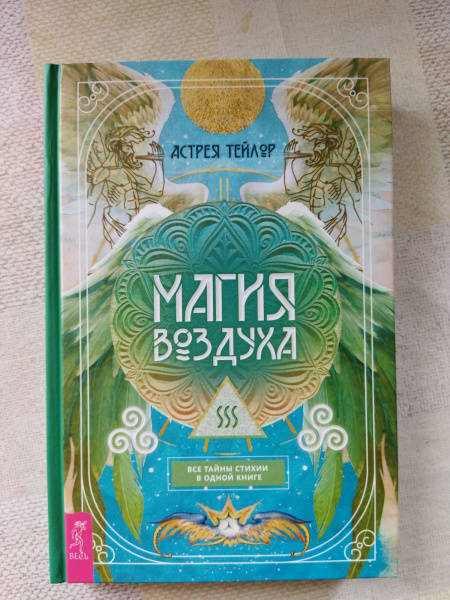 АСТРЕЯ ТЕЙЛОР
МАГИЯ
ВОЗДУХА
ВСЕ ТАЙНЫ СТИХИИ
В ОДНОЙ КНИГЕ
ВЕСЬ